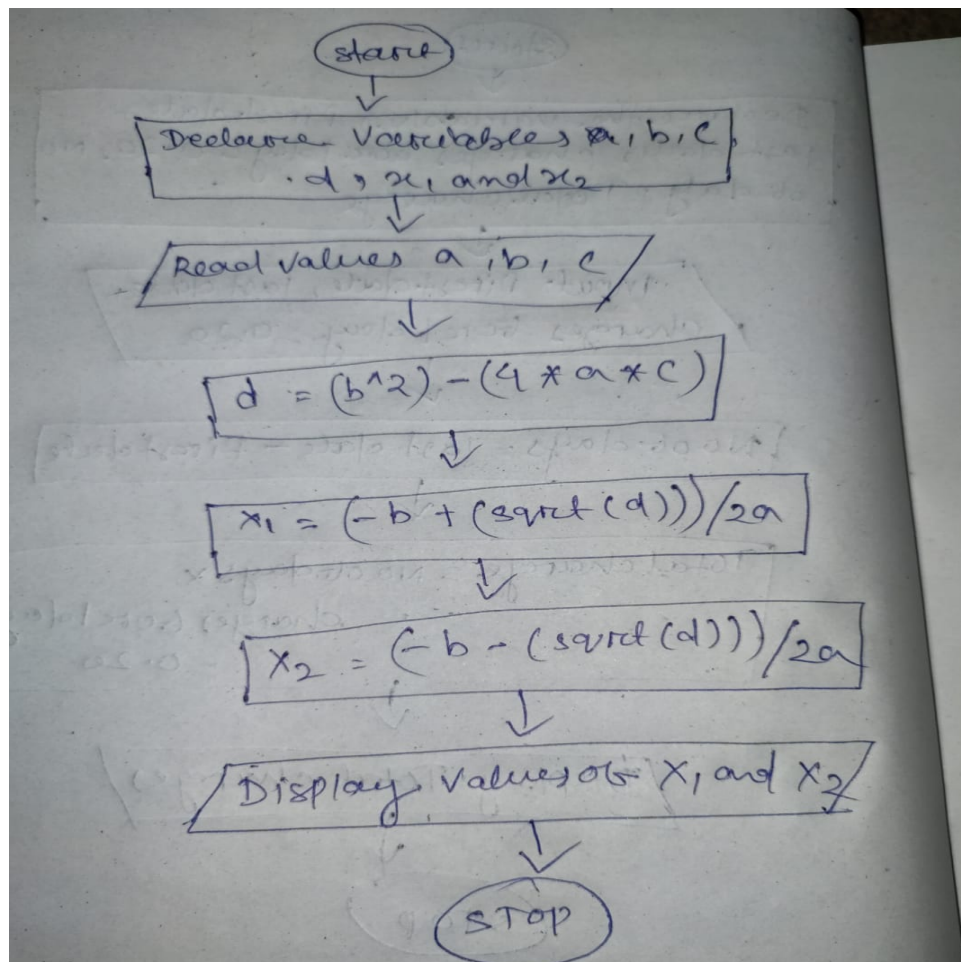 start
Declare Variables a, b, c
d, x₁ and x₂
Read values a, b, c
d = (b^2) - (4 * a * c)
x₁ = (-b + (sqrt(d)))/2a
x₂ = (-b - (sqrt(d)))/2a
Display values of x₁ and x₂
STOP